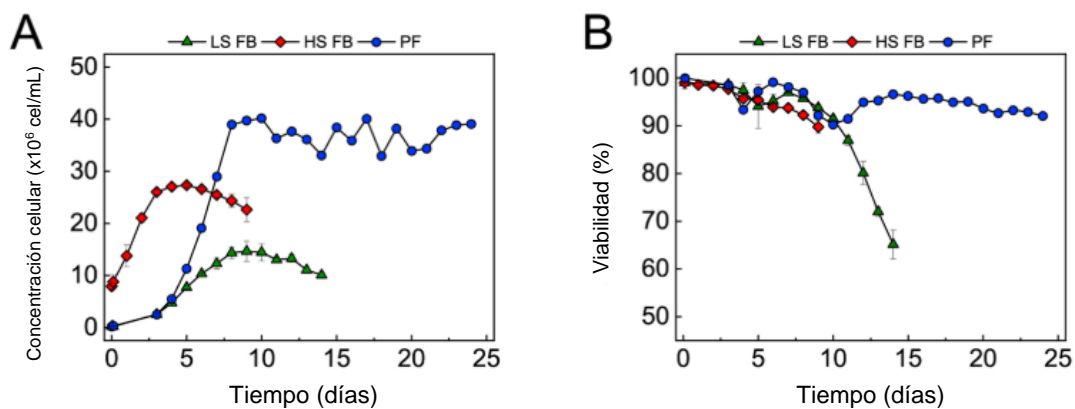 A
LS FB HS FB PF
Concentración celular (x10⁶ cel/mL)
50
40
30
20
10
0
0 5 10 15 20 25
Tiempo (días)
B
LS FB HS FB PF
Viabilidad (%)
100
90
80
70
60
50
0 5 10 15 20 25
Tiempo (días)